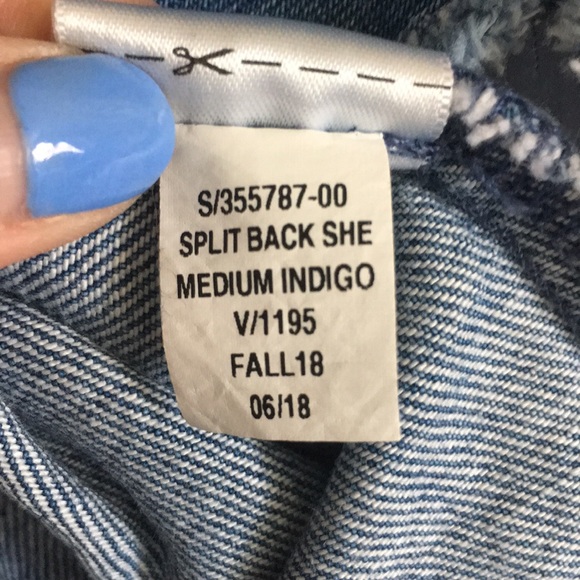 S/355787-00
SPLIT BACK SHE
MEDIUM INDIGO
V/1195
FALL18
06/18